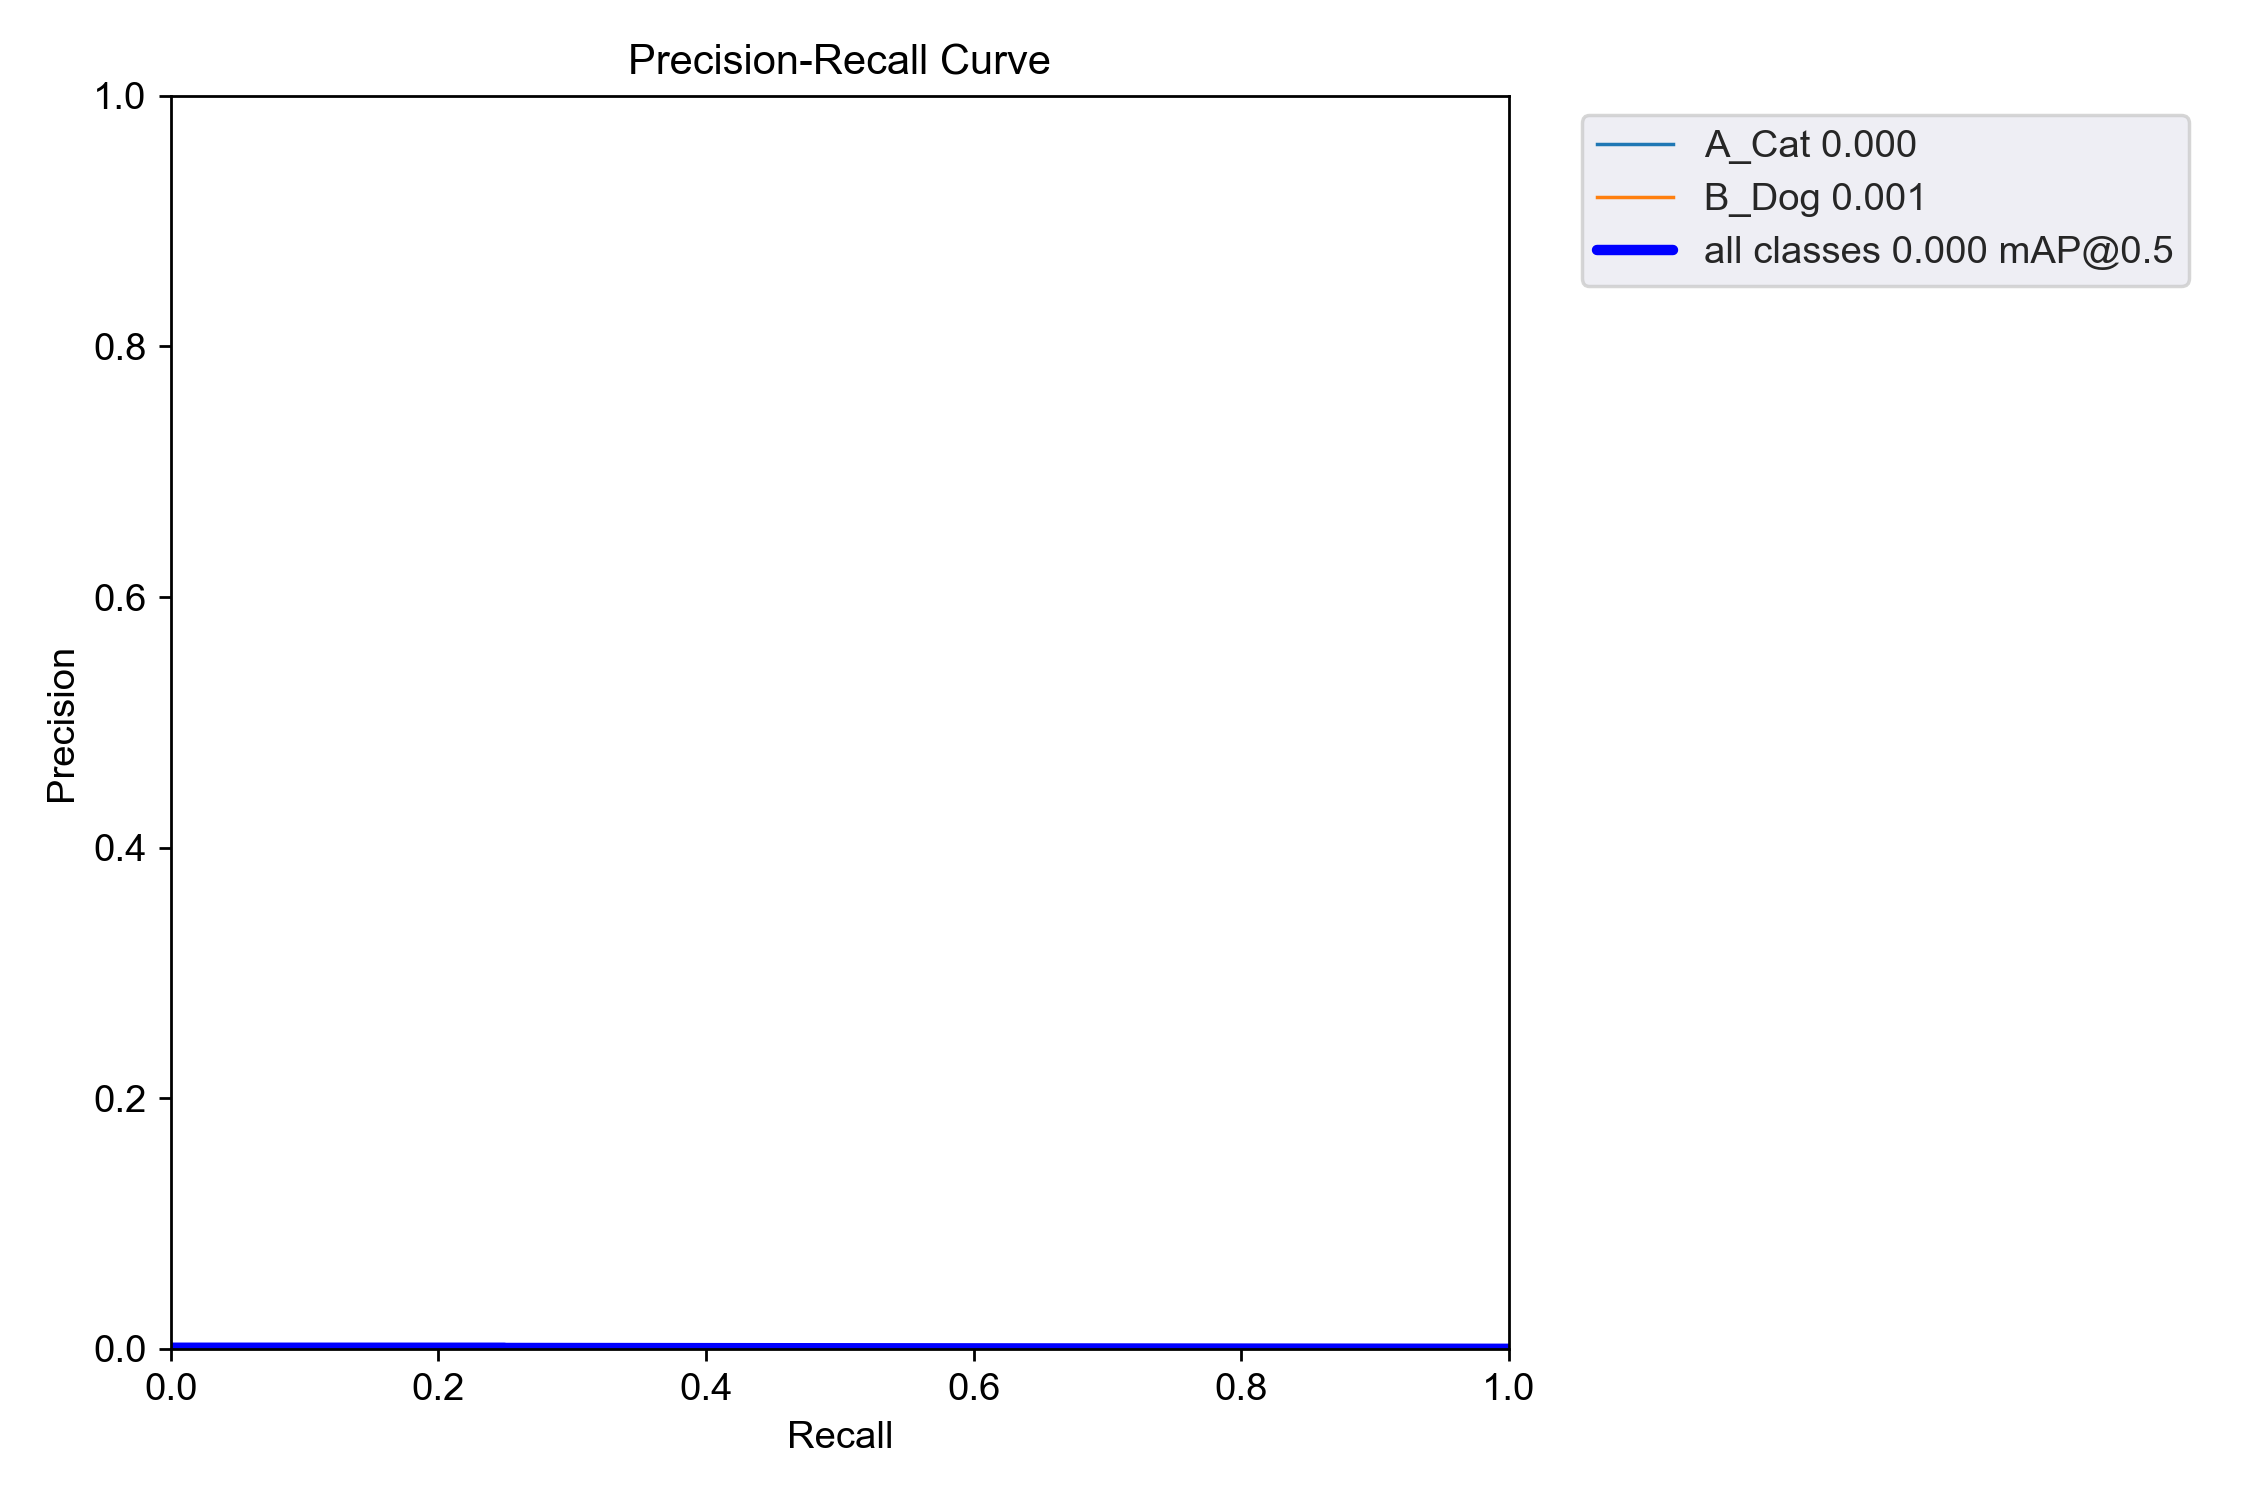 Precision-Recall Curve
A_Cat 0.000
B_Dog 0.001
all classes 0.000 mAP@0.5
1.0
0.8
0.6
0.4
0.2
0.0
Precision
0.0 0.2 0.4 0.6 0.8 1.0
Recall